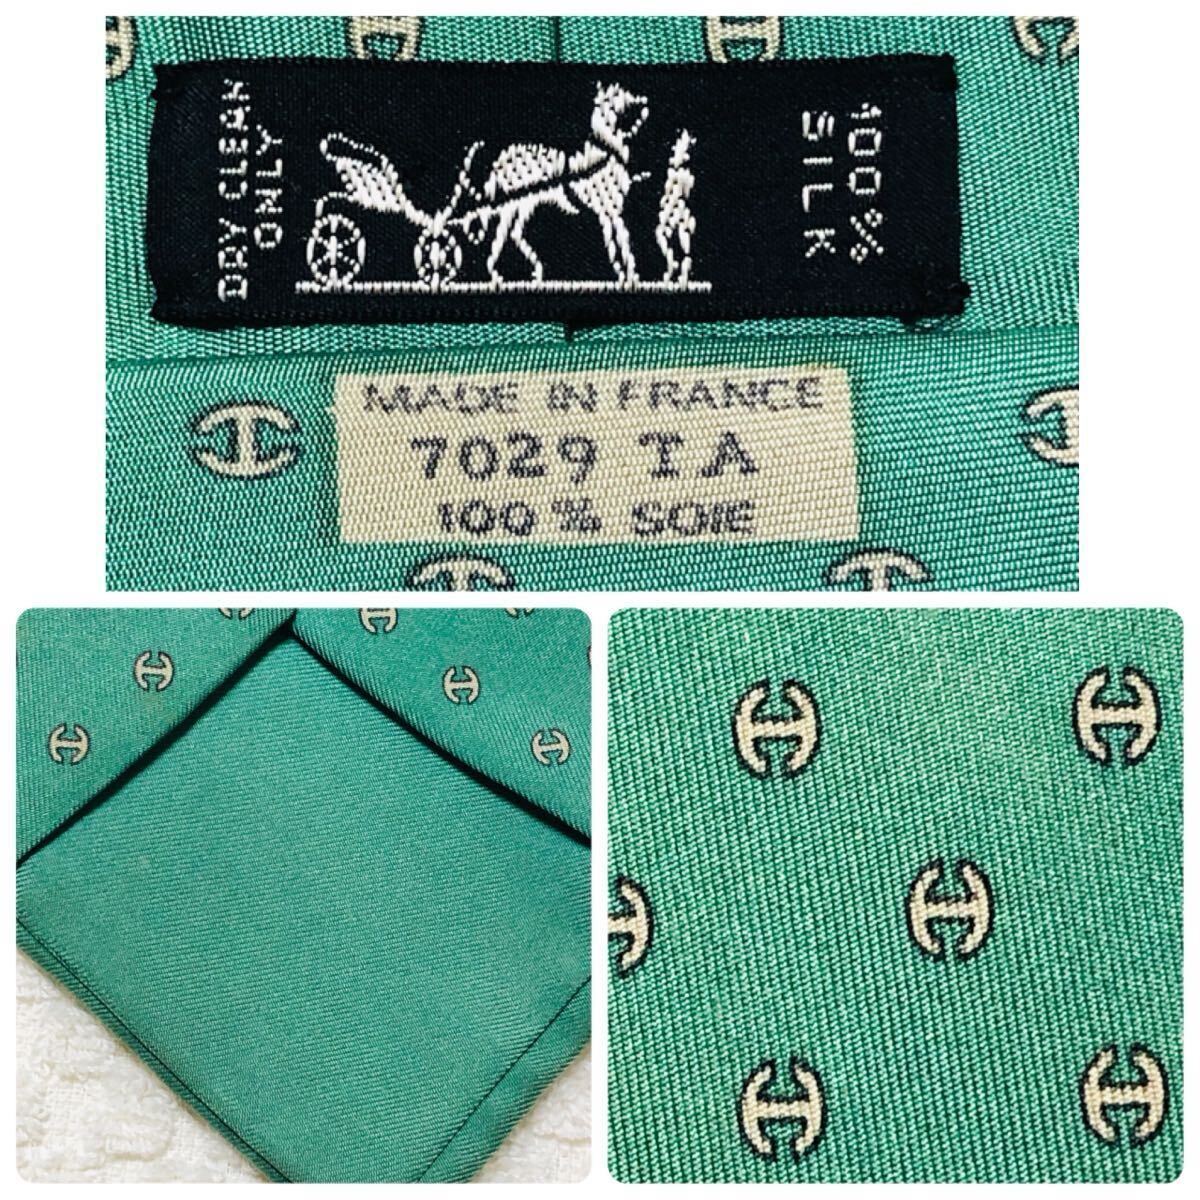 DRY CLEAN
ONLY
100%
SILK
MADE IN FRANCE
7029 IA
100% SOIE